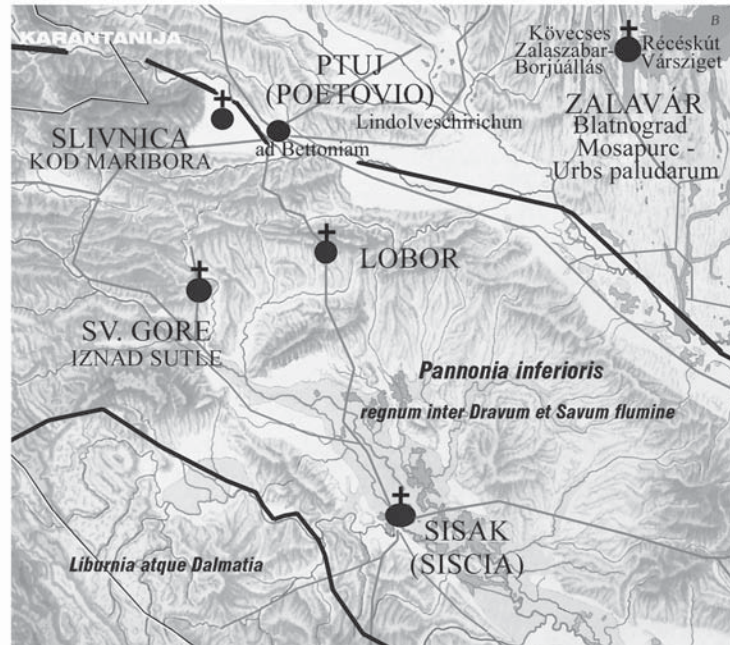 B
KARANTANIJA
Kövecses
Zalaszabar-
Borjúállás
Récéskút
Vársziget
PTUJ
(POETOVIO)
Lindolveschirichun
ad Bettoniam
SLIVNICA
KOD MARIBORA
ZALAVÁR
Blatnograd
Mosapurc -
Urbs paludarum
LOBOR
SV. GORE
IZNAD SUTLE
Pannonia inferioris
regnum inter Dravum et Savum flumine
SISAK
(SISCIA)
Liburnia atque Dalmatia